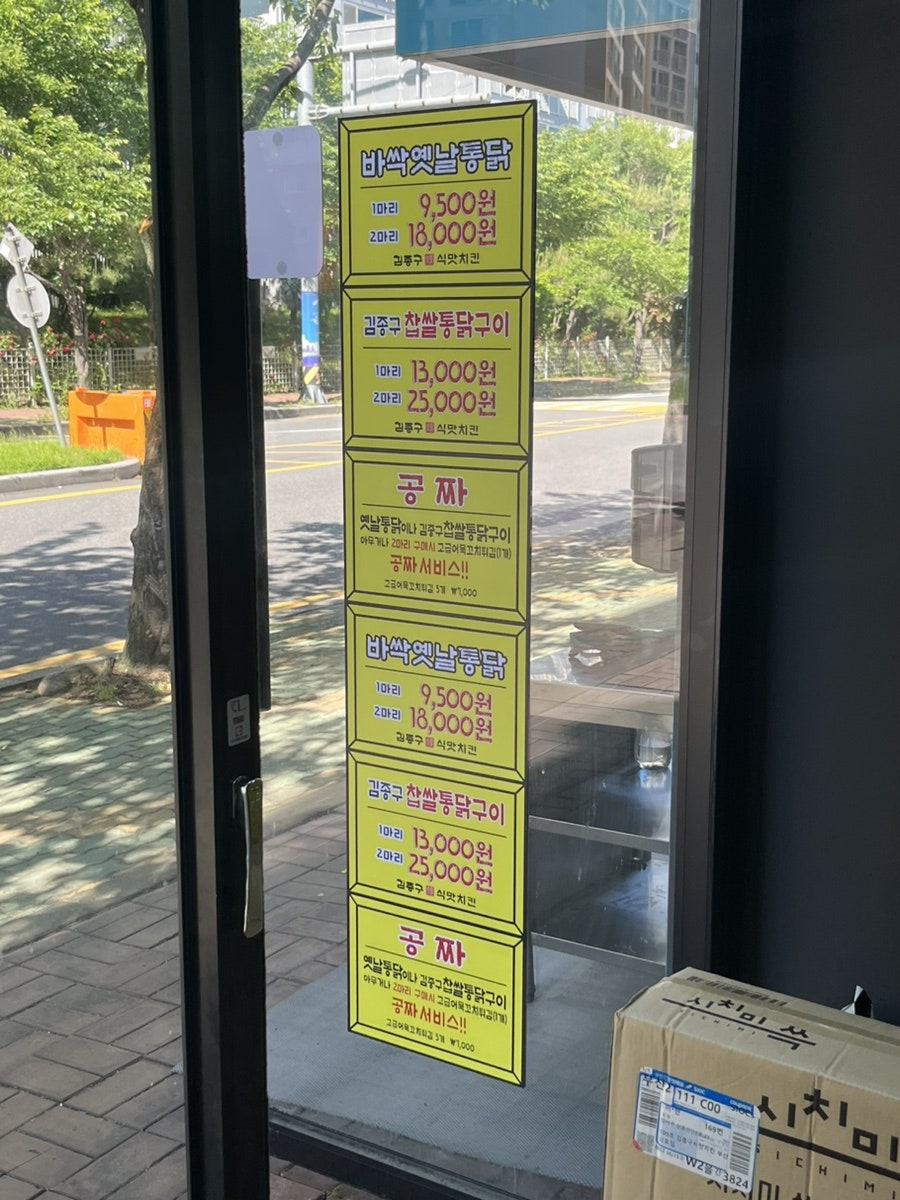 바싹옛날통닭
1마리 9,500원
2마리 18,000원
김종구 식맛치킨
김종구 찹쌀통닭구이
1마리 13,000원
2마리 25,000원
김종구 식맛치킨
공짜
옛날통닭이나 김종구찹쌀통닭구이
아무거나 2마리 구매시 고급어묵꼬치튀김(1개)
공짜 서비스!!
고급어묵꼬치튀김 5개 ₩7,000
바싹옛날통닭
1마리 9,500원
2마리 18,000원
김종구 식맛치킨
김종구 찹쌀통닭구이
1마리 13,000원
2마리 25,000원
김종구 식맛치킨
공짜
옛날통닭이나 김종구찹쌀통닭구이
아무거나 2마리 구매시 고급어묵꼬치튀김(1개)
공짜 서비스!!
고급어묵꼬치튀김 5개 ₩7,000
시치미 쏙
111 C00
169번
시치미
ICHIMI
3824